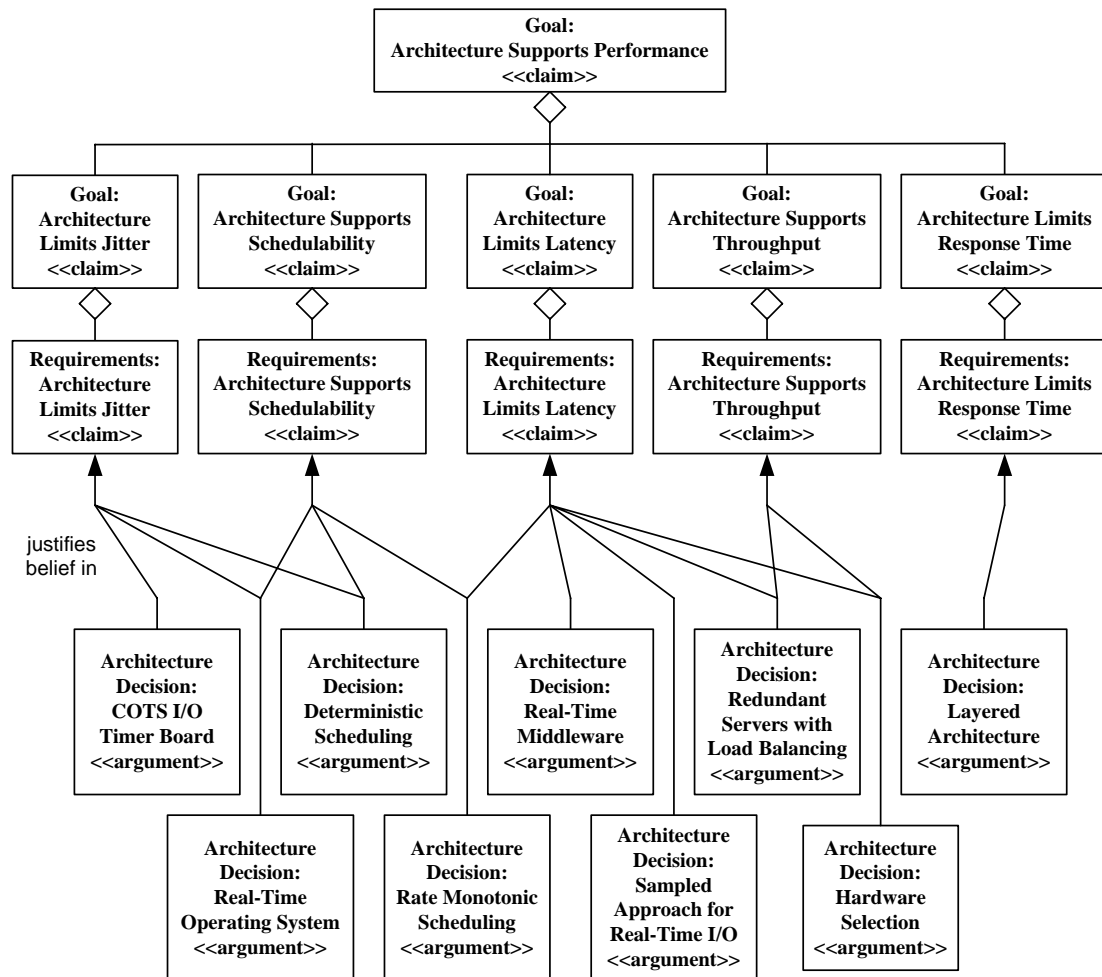 Goal:
Architecture Supports Performance
<<claim>>
Goal:
Architecture
Limits Jitter
<<claim>>
Goal:
Architecture Supports
Schedulability
<<claim>>
Goal:
Architecture
Limits Latency
<<claim>>
Goal:
Architecture Supports
Throughput
<<claim>>
Goal:
Architecture Limits
Response Time
<<claim>>
Requirements:
Architecture
Limits Jitter
<<claim>>
Requirements:
Architecture Supports
Schedulability
<<claim>>
Requirements:
Architecture
Limits Latency
<<claim>>
Requirements:
Architecture Supports
Throughput
<<claim>>
Requirements:
Architecture Limits
Response Time
<<claim>>
justifies
belief in
Architecture
Decision:
COTS I/O
Timer Board
<<argument>>
Architecture
Decision:
Deterministic
Scheduling
<<argument>>
Architecture
Decision:
Real-Time
Middleware
<<argument>>
Architecture
Decision:
Redundant
Servers with
Load Balancing
<<argument>>
Architecture
Decision:
Layered
Architecture
<<argument>>
Architecture
Decision:
Real-Time
Operating System
<<argument>>
Architecture
Decision:
Rate Monotonic
Scheduling
<<argument>>
Architecture
Decision:
Sampled
Approach for
Real-Time I/O
<<argument>>
Architecture
Decision:
Hardware
Selection
<<argument>>